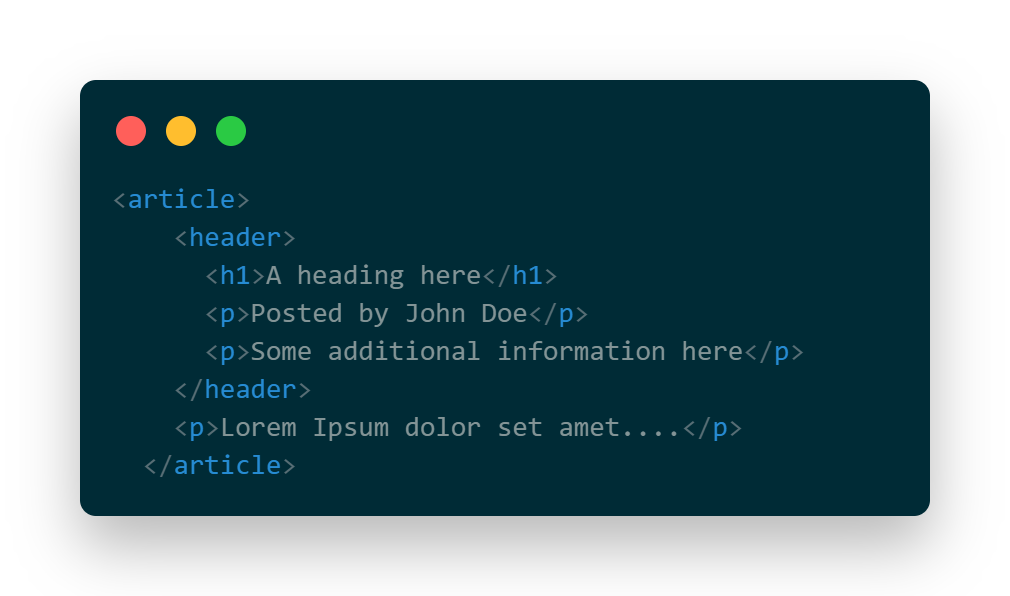 <article>
    <header>
      <h1>A heading here</h1>
      <p>Posted by John Doe</p>
      <p>Some additional information here</p>
    </header>
    <p>Lorem Ipsum dolor set amet....</p>
  </article>